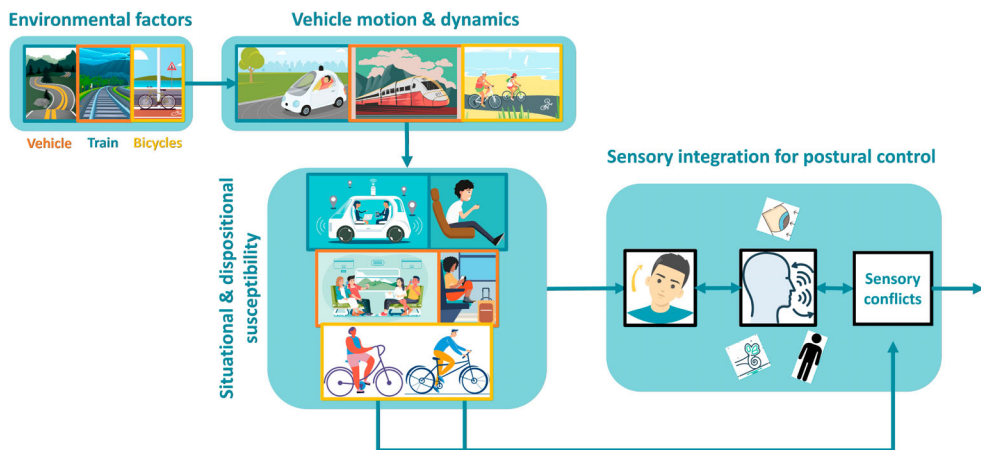 Environmental factors
Vehicle motion & dynamics
Vehicle
Train
Bicycles
Situational & dispositional
susceptibility
Sensory integration for postural control
Sensory
conflicts